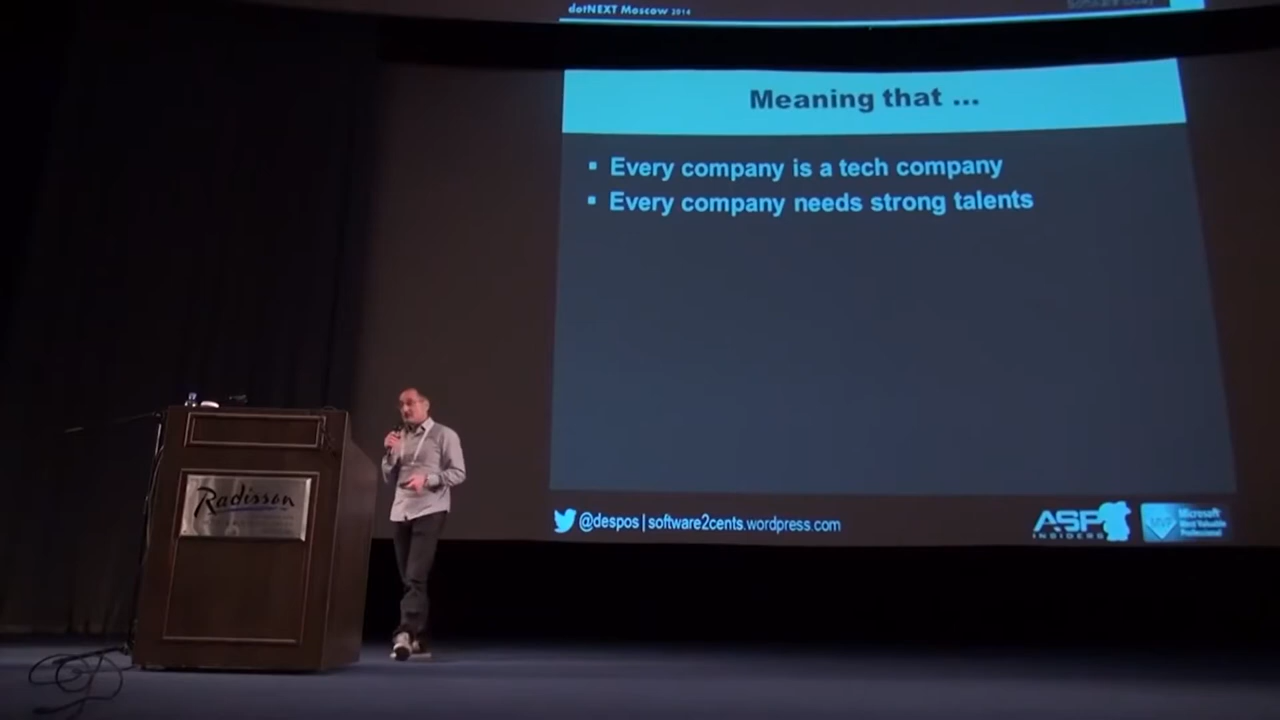 dotNEXT Moscow 2014
Meaning that ...
▪ Every company is a tech company
▪ Every company needs strong talents
Radisson
@despos | software2cents.wordpress.com
ASP
INSIDERS
MVP
Microsoft
Most Valuable
Professional